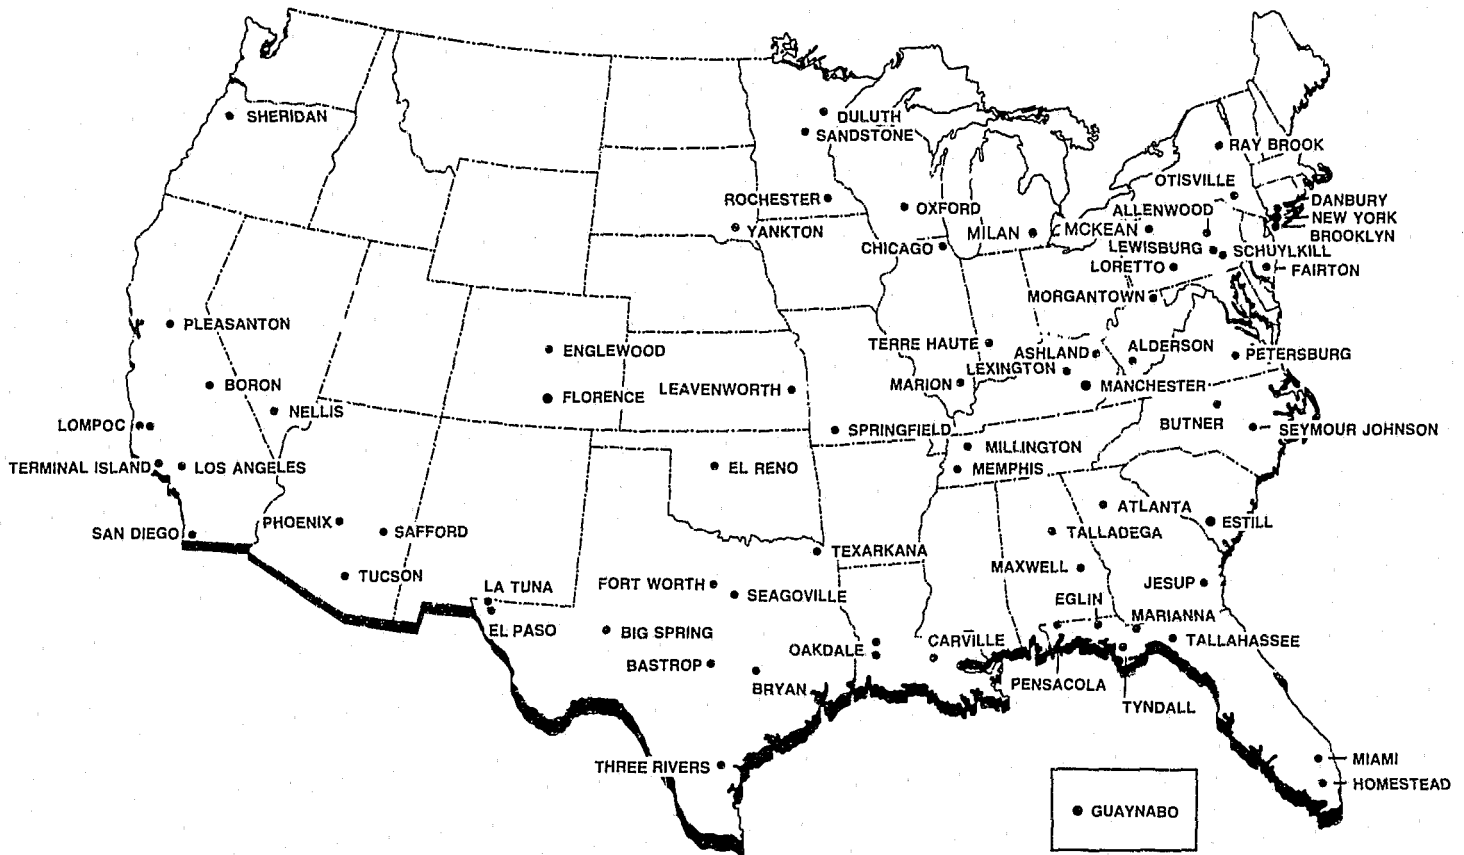 SHERIDAN
DULUTH
SANDSTONE
RAY BROOK
OTISVILLE
ROCHESTER
OXFORD
DANBURY
ALLENWOOD
NEW YORK
YANKTON
MILAN
MCKEAN
BROOKLYN
CHICAGO
LEWISBURG
SCHUYLKILL
LORETTO
FAIRTON
MORGANTOWN
PLEASANTON
TERRE HAUTE
ALDERSON
ENGLEWOOD
ASHLAND
PETERSBURG
LEXINGTON
BORON
LEAVENWORTH
MARION
MANCHESTER
FLORENCE
NELLIS
LOMPOC
BUTNER
SPRINGFIELD
SEYMOUR JOHNSON
MILLINGTON
TERMINAL ISLAND
LOS ANGELES
EL RENO
MEMPHIS
ATLANTA
PHOENIX
ESTILL
SAN DIEGO
SAFFORD
TALLADEGA
TEXARKANA
MAXWELL
TUCSON
JESUP
LA TUNA
FORT WORTH
SEAGOVILLE
EGLIN
MARIANNA
EL PASO
BIG SPRING
CARVILLE
TALLAHASSEE
OAKDALE
BASTROP
PENSACOLA
BRYAN
TYNDALL
MIAMI
THREE RIVERS
HOMESTEAD
GUAYNABO